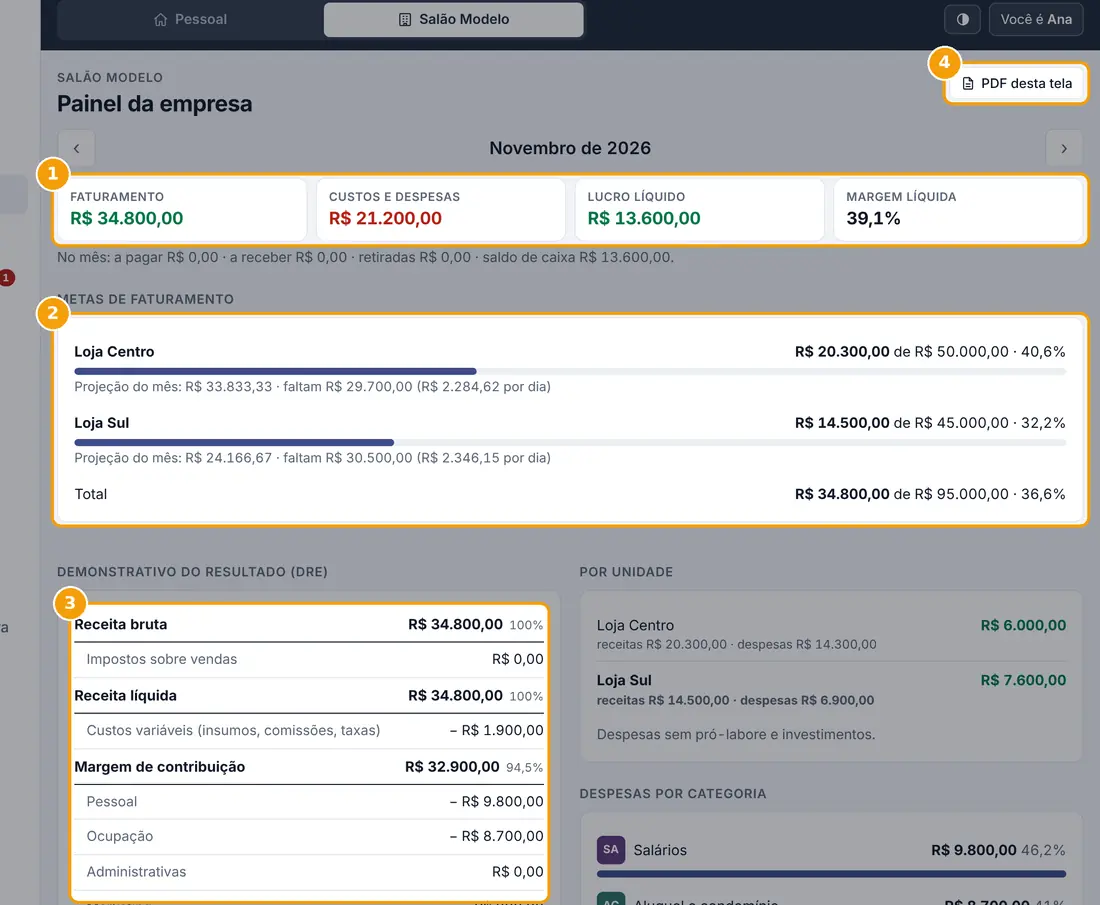 Pessoal
Salão Modelo
Você é Ana
SALÃO MODELO
4
PDF desta tela
Painel da empresa
Novembro de 2026
1
FATURAMENTO
R$ 34.800,00
CUSTOS E DESPESAS
R$ 21.200,00
LUCRO LÍQUIDO
R$ 13.600,00
MARGEM LÍQUIDA
39,1%
No mês: a pagar R$ 0,00 · a receber R$ 0,00 · retiradas R$ 0,00 · saldo de caixa R$ 13.600,00.
1
METAS DE FATURAMENTO
2
Loja Centro
R$ 20.300,00 de R$ 50.000,00 · 40,6%
Projeção do mês: R$ 33.833,33 · faltam R$ 29.700,00 (R$ 2.284,62 por dia)
Loja Sul
R$ 14.500,00 de R$ 45.000,00 · 32,2%
Projeção do mês: R$ 24.166,67 · faltam R$ 30.500,00 (R$ 2.346,15 por dia)
Total
R$ 34.800,00 de R$ 95.000,00 · 36,6%
DEMONSTRATIVO DO RESULTADO (DRE)
3
Receita bruta R$ 34.800,00 100%
Impostos sobre vendas R$ 0,00
Receita líquida R$ 34.800,00 100%
Custos variáveis (insumos, comissões, taxas) − R$ 1.900,00
Margem de contribuição R$ 32.900,00 94,5%
Pessoal − R$ 9.800,00
Ocupação − R$ 8.700,00
Administrativas R$ 0,00
POR UNIDADE
Loja Centro R$ 6.000,00
receitas R$ 20.300,00 · despesas R$ 14.300,00
Loja Sul R$ 7.600,00
receitas R$ 14.500,00 · despesas R$ 6.900,00
Despesas sem pró-labore e investimentos.
DESPESAS POR CATEGORIA
SA Salários R$ 9.800,00 46,2%
Aluguel e condomínio R$ 8.700,00 41%